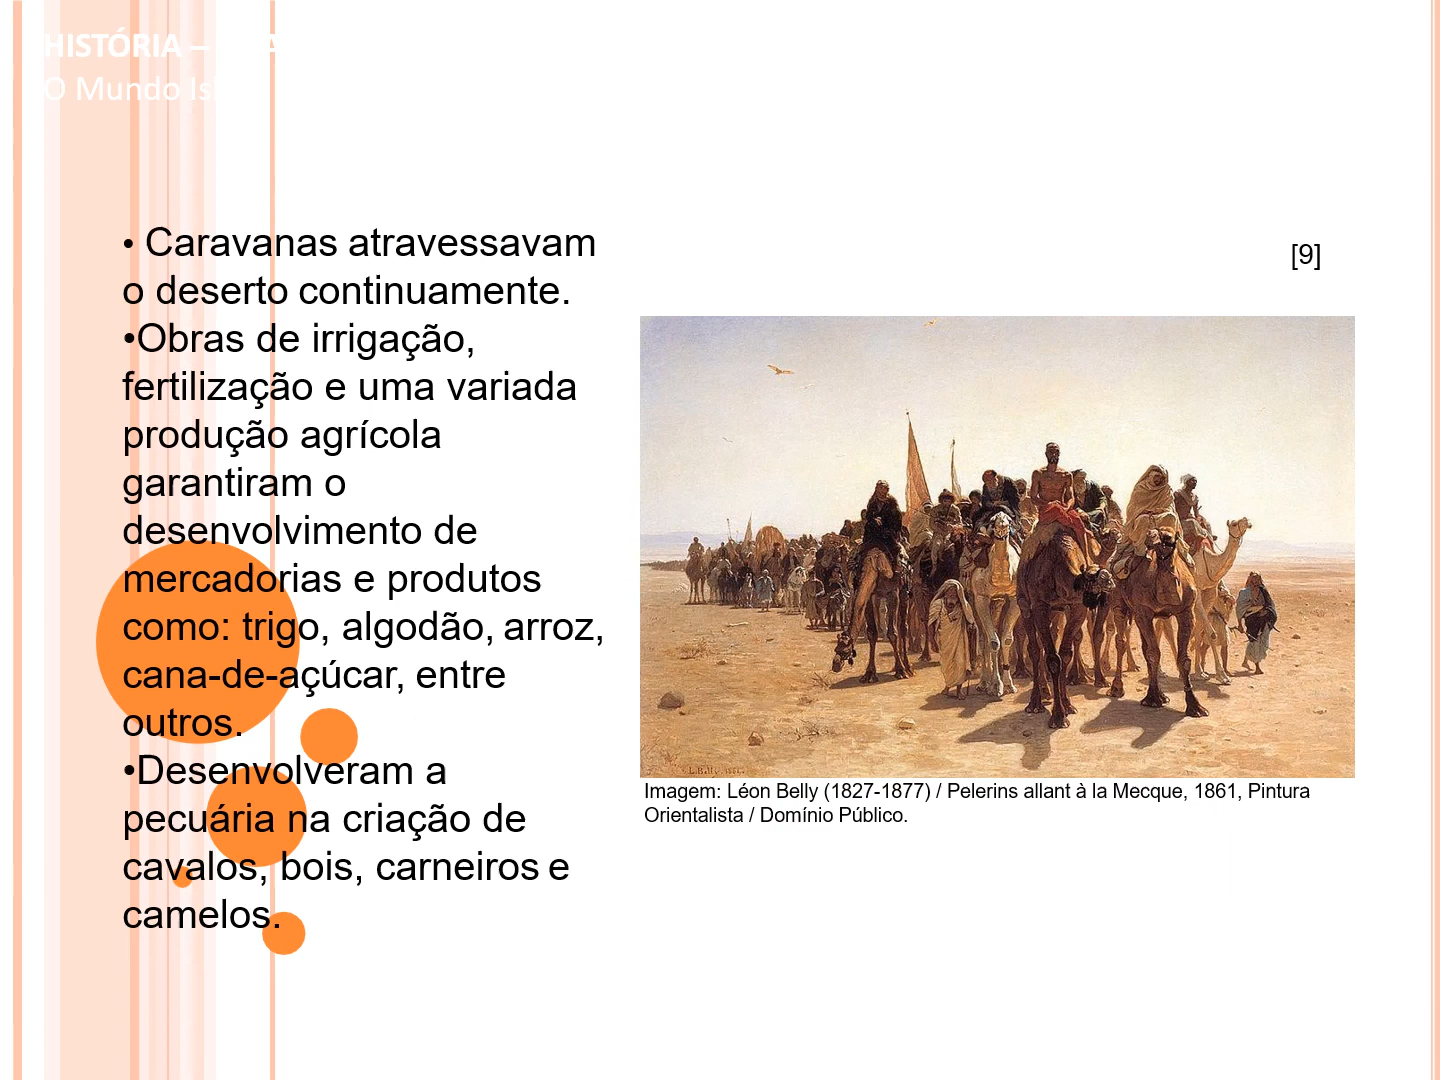 HISTÓRIA –
O Mundo
• Caravanas atravessavam
o deserto continuamente.
•Obras de irrigação,
fertilização e uma variada
produção agrícola
garantiram o
desenvolvimento de
mercadorias e produtos
como: trigo, algodão, arroz,
cana-de-açúcar, entre
outros.
•Desenvolveram a
pecuária na criação de
cavalos, bois, carneiros e
camelos.
[9]
Imagem: Léon Belly (1827-1877) / Pelerins allant à la Mecque, 1861, Pintura
Orientalista / Domínio Público.